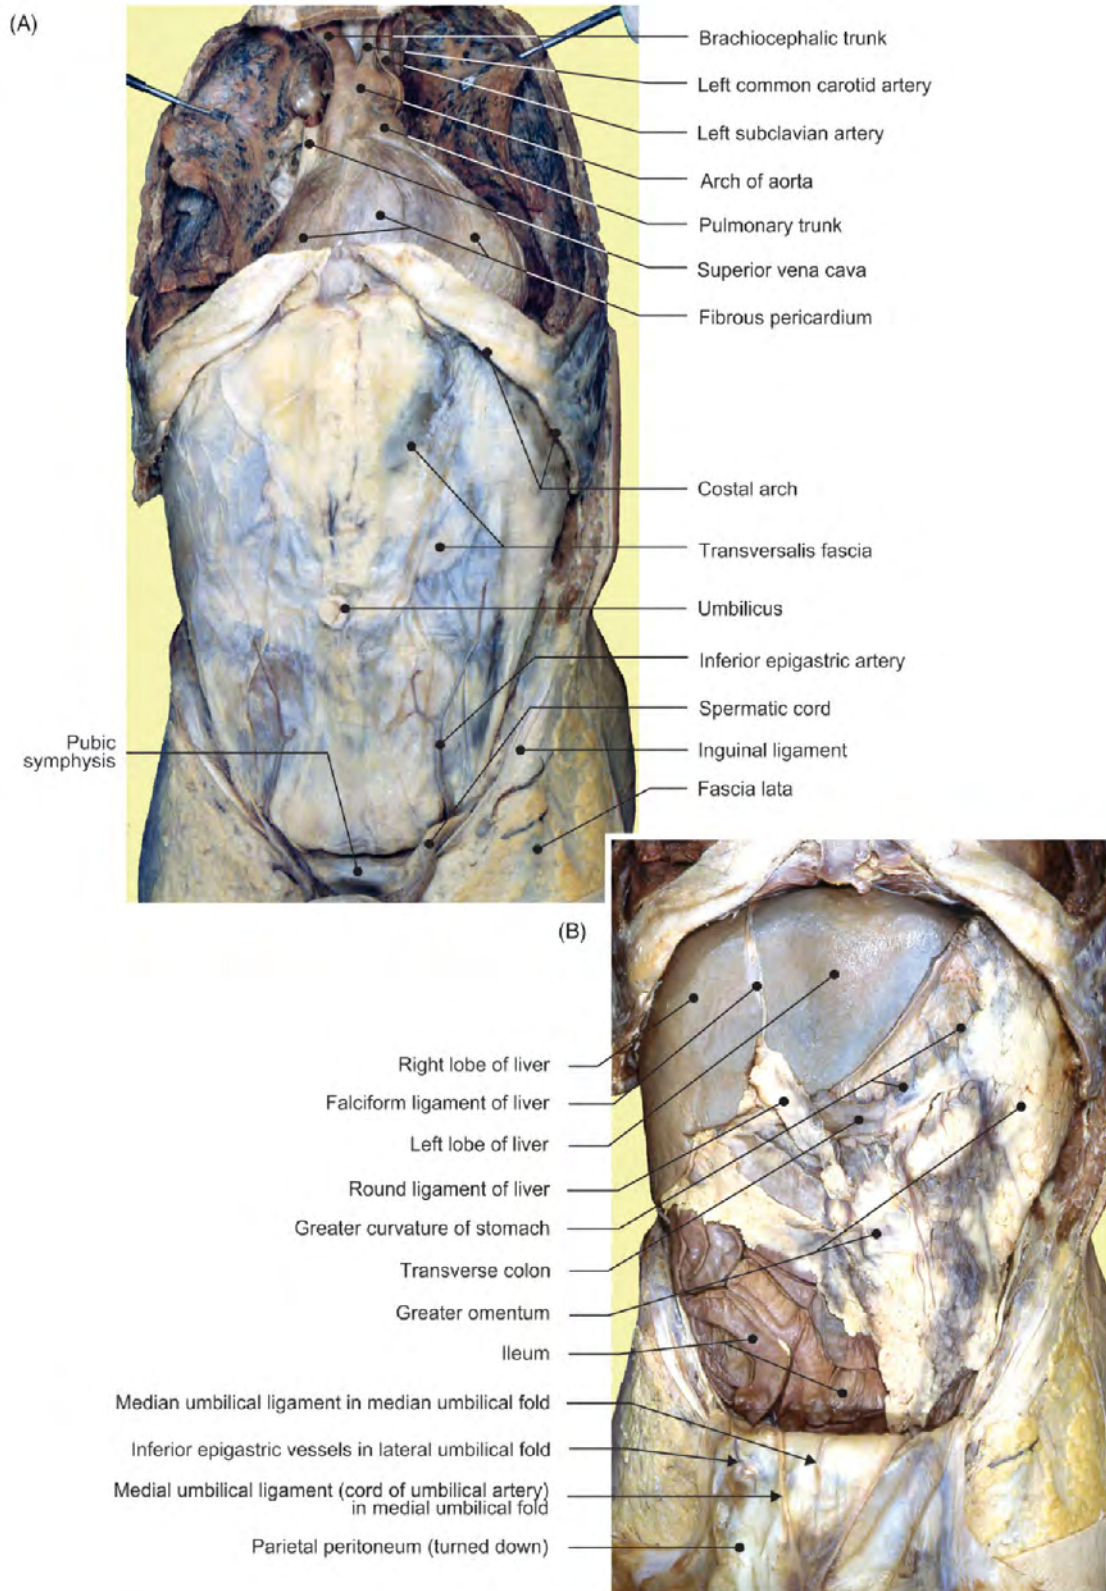 (A)
Brachiocephalic trunk
Left common carotid artery
Left subclavian artery
Arch of aorta
Pulmonary trunk
Superior vena cava
Fibrous pericardium
Costal arch
Transversalis fascia
Umbilicus
Inferior epigastric artery
Spermatic cord
Inguinal ligament
Fascia lata
Pubic
symphysis
(B)
Right lobe of liver
Falciform ligament of liver
Left lobe of liver
Round ligament of liver
Greater curvature of stomach
Transverse colon
Greater omentum
Ileum
Median umbilical ligament in median umbilical fold
Inferior epigastric vessels in lateral umbilical fold
Medial umbilical ligament (cord of umbilical artery)
in medial umbilical fold
Parietal peritoneum (turned down)